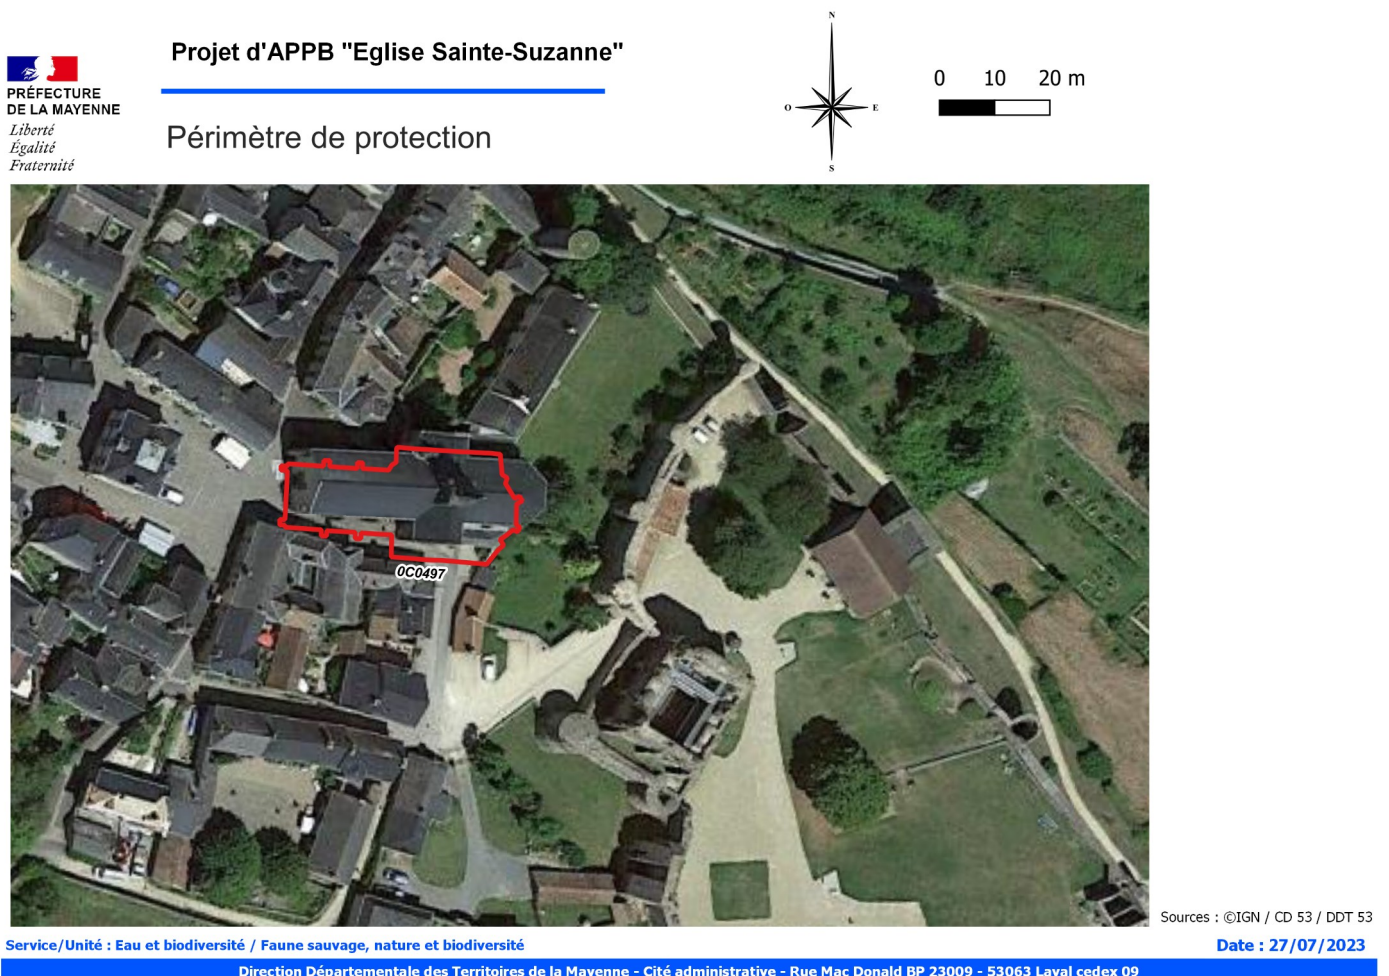 Projet d'APPB "Eglise Sainte-Suzanne"
PRÉFECTURE
DE LA MAYENNE
Liberté
Égalité
Fraternité
Périmètre de protection
N
O
E
S
0 10 20 m
0C0497
Sources : ©IGN / CD 53 / DDT 53
Service/Unité : Eau et biodiversité / Faune sauvage, nature et biodiversité
Date : 27/07/2023
Direction Départementale des Territoires de la Mayenne - Cité administrative - Rue Mac Donald BP 23009 - 53063 Laval cedex 09